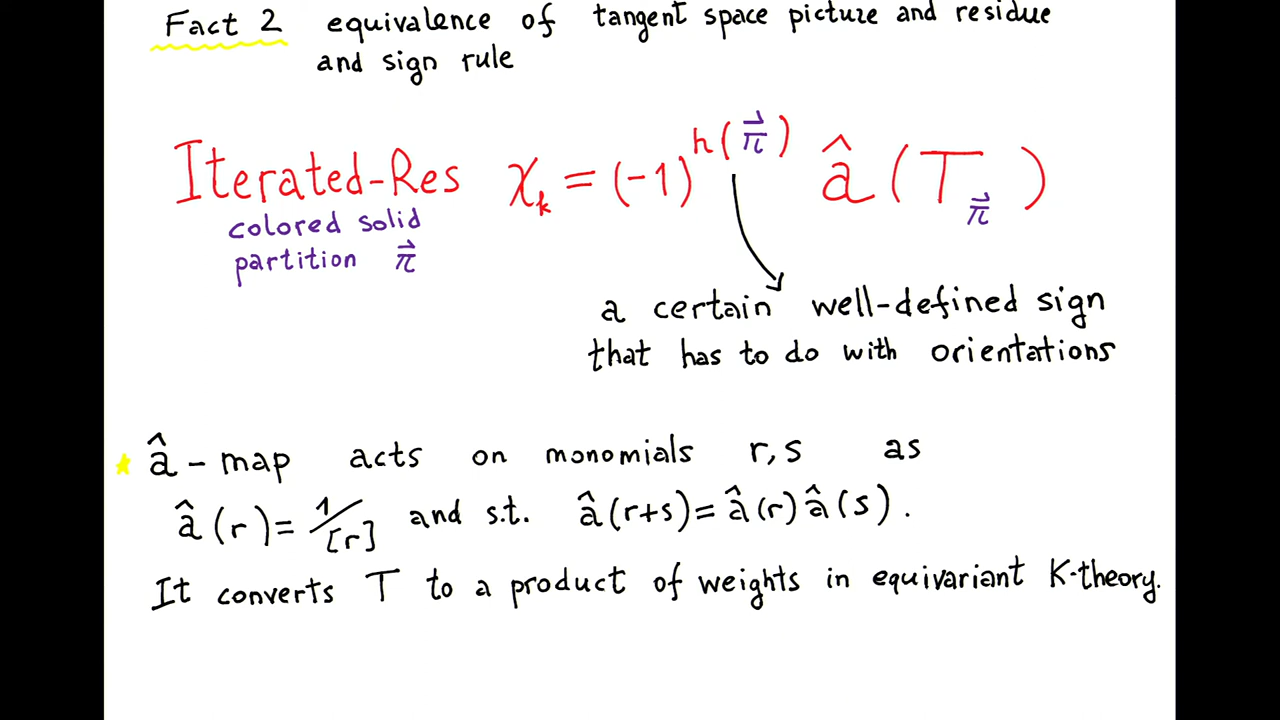 Fact 2 equivalence of tangent space picture and residue
and sign rule
Iterated-Res χ_k = (-1)^{h(π⃗)} â(T_π⃗)
colored solid
partition π⃗
a certain well-defined sign
that has to do with orientations
★ â-map acts on monomials r,s as
â(r)=1/[r] and s.t. â(r+s)=â(r)â(s).
It converts T to a product of weights in equivariant K-theory.